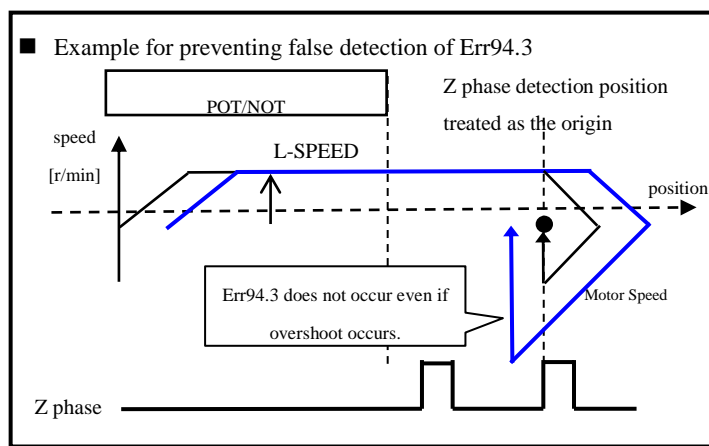 ■ Example for preventing false detection of Err94.3
POT/NOT
Z phase detection position
treated as the origin
speed
[r/min]
L-SPEED
position
Err94.3 does not occur even if
overshoot occurs.
Motor Speed
Z phase